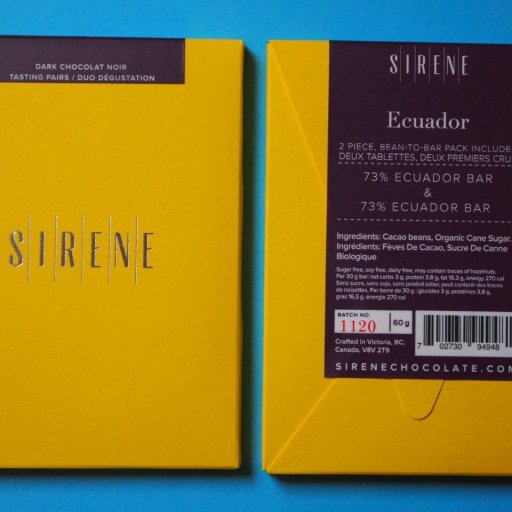 DARK CHOCOLAT NOIR
TASTING PAIRS / DUO DÉGUSTATION
SIRENE
SIRENE
Ecuador
2 PIECE, BEAN-TO-BAR PACK INCLUDE
DEUX TABLETTES, DEUX PREMIERS CRU
73% ECUADOR BAR
&
73% ECUADOR BAR
Ingredients: Cacao beans, Organic Cane Sugar.
Ingrédients: Fèves De Cacao, Sucre De Canne
Biologique
Sugar free, soy free, dairy free, may contain traces of hazelnuts.
Per 30 g bar: net carbs 3 g, protein 3.8 g, fat 16.3 g, energy 270 cal
Sans sucre, sans soja, sans produit laitier, peut contenir des traces
de noisettes. Par barre de 30 g : glucides 3 g, protéines 3.8 g,
gras 16.3 g, énergie 270 cal
BATCH NO.
1120
60 g
Crafted in Victoria, BC,
Canada, V8V 2T9
7 02730 94948
SIRENECHOCOLATE.COM